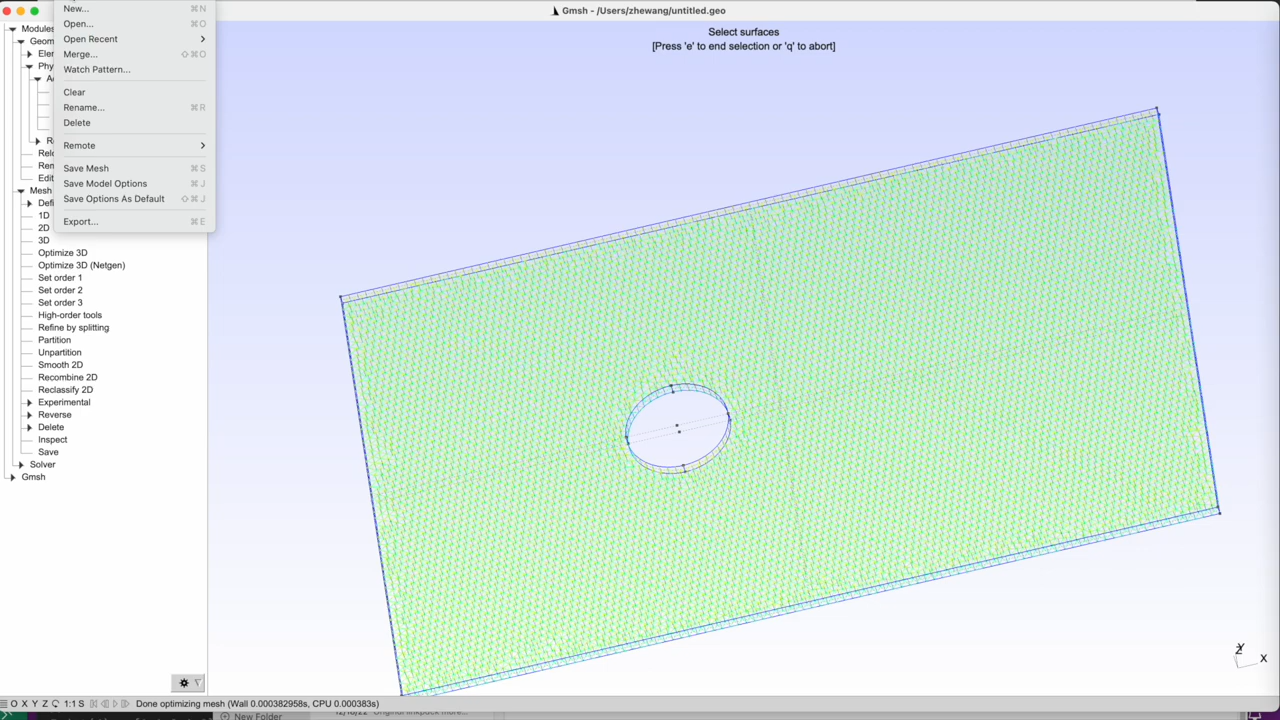 Gmsh - /Users/zhewang/untitled.geo
New... ⌘N
Open... ⌘O
Open Recent
Merge... ⇧⌘O
Watch Pattern...
Clear
Rename... ⌘R
Delete
Remote
Save Mesh ⌘S
Save Model Options ⌘J
Save Options As Default ⇧⌘J
Export... ⌘E
Modules
Mesh
1D
2D
3D
Optimize 3D
Optimize 3D (Netgen)
Set order 1
Set order 2
Set order 3
High-order tools
Refine by splitting
Partition
Unpartition
Smooth 2D
Recombine 2D
Reclassify 2D
Experimental
Reverse
Delete
Inspect
Save
Solver
Gmsh
Select surfaces
[Press 'e' to end selection or 'q' to abort]
Y
Z
X
O X Y Z 1:1 S Done optimizing mesh (Wall 0.000382958s, CPU 0.000383s)
New Folder